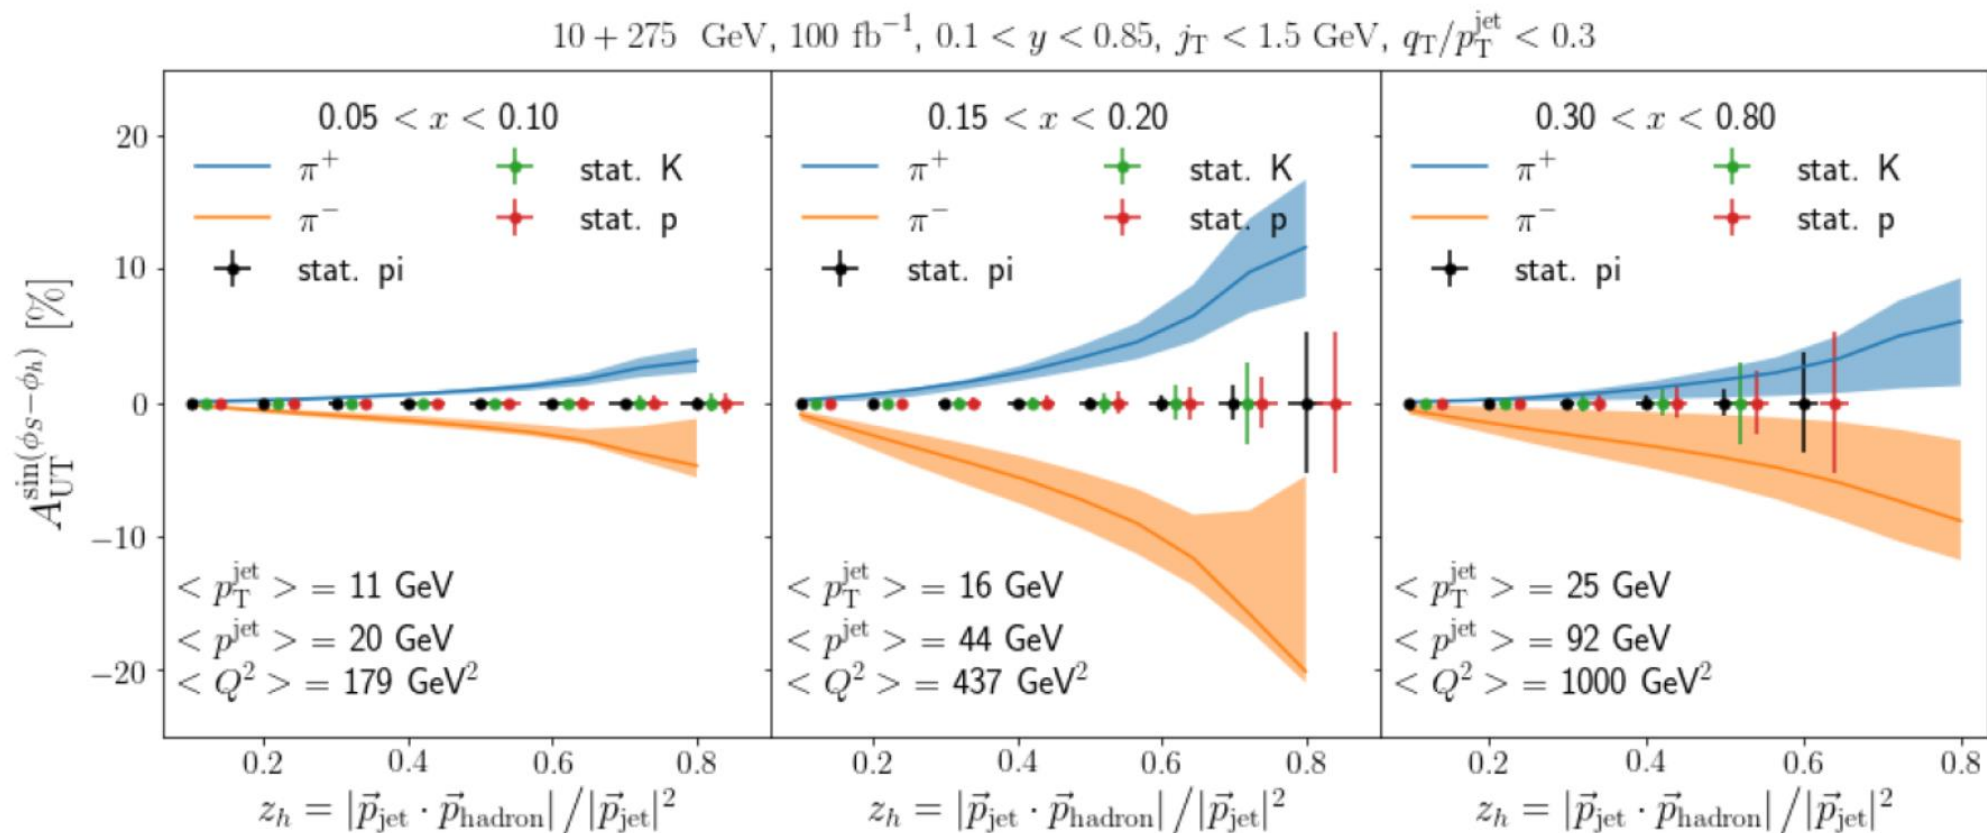 10 + 275 GeV, 100 fb⁻¹, 0.1 < y < 0.85, j_T < 1.5 GeV, q_T/p_T^jet < 0.3
A_UT^sin(φ_S−φ_h) [%]
20
10
0
−10
−20
0.05 < x < 0.10
π⁺ stat. K
π⁻ stat. p
stat. pi
< p_T^jet > = 11 GeV
< p^jet > = 20 GeV
< Q² > = 179 GeV²
0.2 0.4 0.6 0.8
z_h = |p⃗_jet · p⃗_hadron| / |p⃗_jet|²
0.15 < x < 0.20
π⁺ stat. K
π⁻ stat. p
stat. pi
< p_T^jet > = 16 GeV
< p^jet > = 44 GeV
< Q² > = 437 GeV²
0.2 0.4 0.6 0.8
z_h = |p⃗_jet · p⃗_hadron| / |p⃗_jet|²
0.30 < x < 0.80
π⁺ stat. K
π⁻ stat. p
stat. pi
< p_T^jet > = 25 GeV
< p^jet > = 92 GeV
< Q² > = 1000 GeV²
0.2 0.4 0.6 0.8
z_h = |p⃗_jet · p⃗_hadron| / |p⃗_jet|²